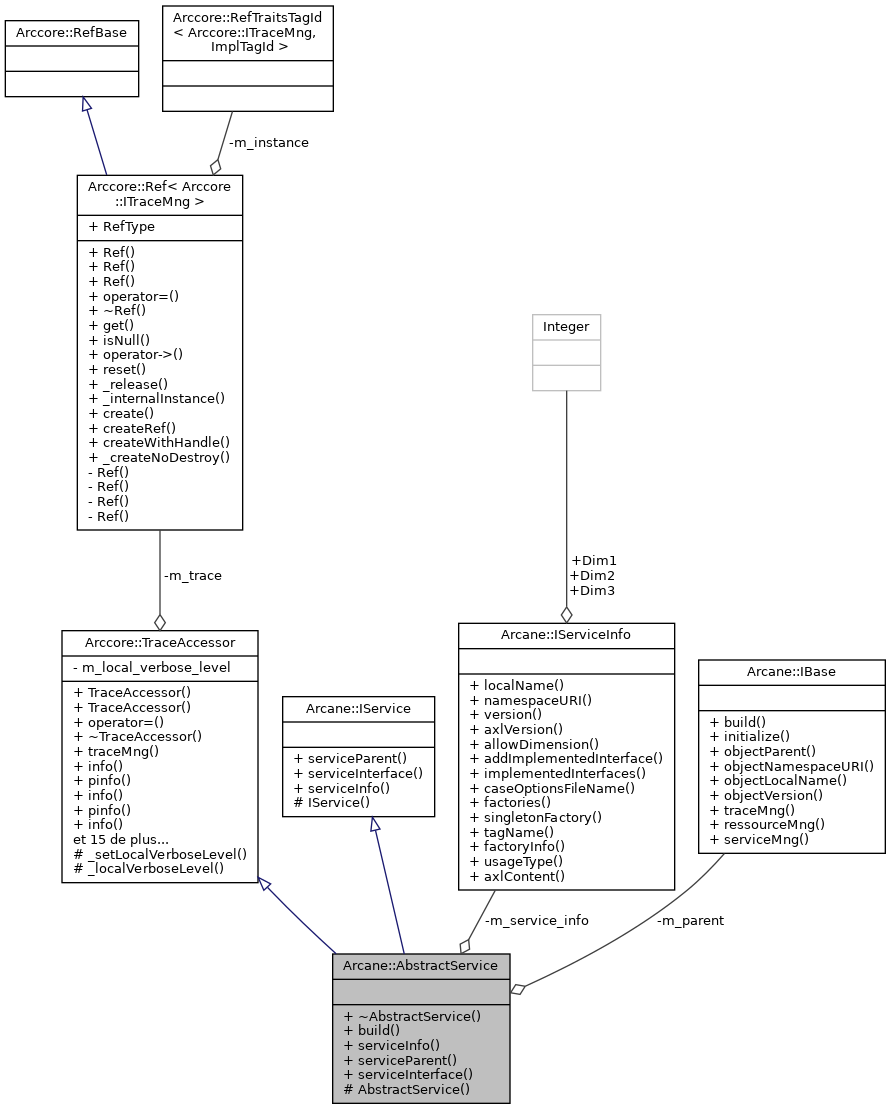 Arccore::RefBase
Arccore::RefTraitsTagId
< Arccore::ITraceMng,
ImplTagId >
-m_instance
Arccore::Ref< Arccore
::ITraceMng >
+ RefType
+ Ref()
+ Ref()
+ Ref()
+ operator=()
+ ~Ref()
+ get()
+ isNull()
+ operator->()
+ reset()
+ _release()
+ _internalInstance()
+ create()
+ createRef()
+ createWithHandle()
+ _createNoDestroy()
- Ref()
- Ref()
- Ref()
- Ref()
Integer
-m_trace
+Dim1
+Dim2
+Dim3
Arccore::TraceAccessor
- m_local_verbose_level
+ TraceAccessor()
+ TraceAccessor()
+ operator=()
+ ~TraceAccessor()
+ traceMng()
+ info()
+ pinfo()
+ info()
+ pinfo()
+ info()
et 15 de plus...
# _setLocalVerboseLevel()
# _localVerboseLevel()
Arcane::IService
+ serviceParent()
+ serviceInterface()
+ serviceInfo()
# IService()
Arcane::IServiceInfo
+ localName()
+ namespaceURI()
+ version()
+ axlVersion()
+ allowDimension()
+ addImplementedInterface()
+ implementedInterfaces()
+ caseOptionsFileName()
+ factories()
+ singletonFactory()
+ tagName()
+ factoryInfo()
+ usageType()
+ axlContent()
Arcane::IBase
+ build()
+ initialize()
+ objectParent()
+ objectNamespaceURI()
+ objectLocalName()
+ objectVersion()
+ traceMng()
+ ressourceMng()
+ serviceMng()
-m_service_info
-m_parent
Arcane::AbstractService
+ ~AbstractService()
+ build()
+ serviceInfo()
+ serviceParent()
+ serviceInterface()
# AbstractService()